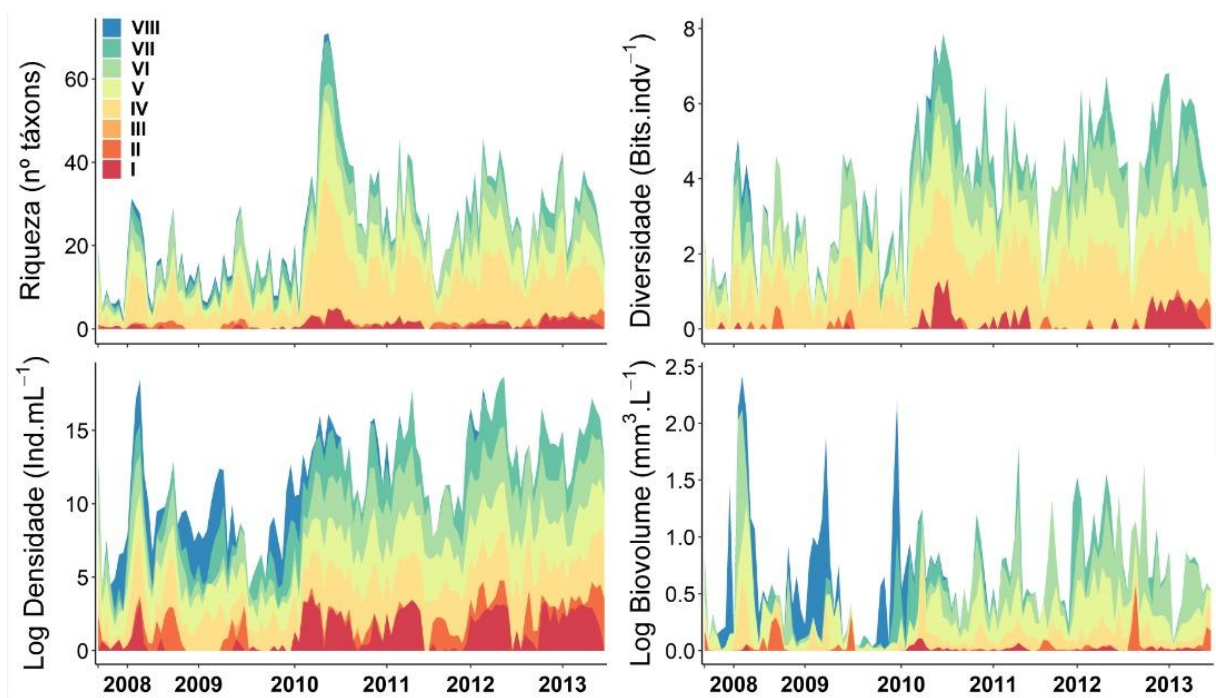 Riqueza (nº táxons)
60
40
20
0
VIII
VII
VI
V
IV
III
II
I
Diversidade (Bits.indv⁻¹)
8
6
4
2
0
Log Densidade (Ind.mL⁻¹)
15
10
5
0
2008 2009 2010 2011 2012 2013
Log Biovolume (mm³.L⁻¹)
2.5
2.0
1.5
1.0
0.5
0.0
2008 2009 2010 2011 2012 2013